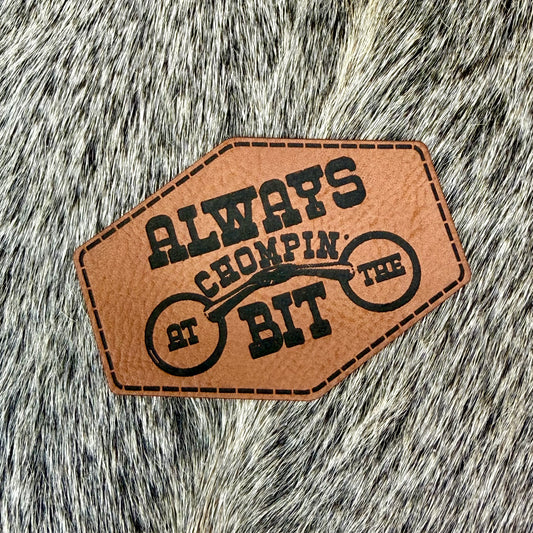 ALWAYS
CHOMPIN'
AT THE
BIT